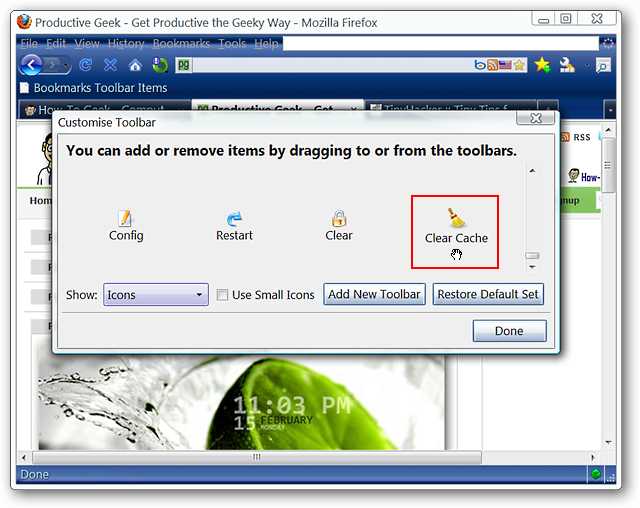 Productive Geek - Get Productive the Geeky Way - Mozilla Firefox
File Edit View History Bookmarks Tools Help
pg
Bookmarks Toolbar Items
How-To Geek - Comput
Productive Geek - Get
TinyHacker :: Tiny Tips f
Customise Toolbar
You can add or remove items by dragging to or from the toolbars.
RSS
How-
Hom
gnup
Config
Restart
Clear
Clear Cache
Show:
Icons
Use Small Icons
Add New Toolbar
Restore Default Set
Done
11:03 PM
15 FEBRUARY
MONDAY
Done